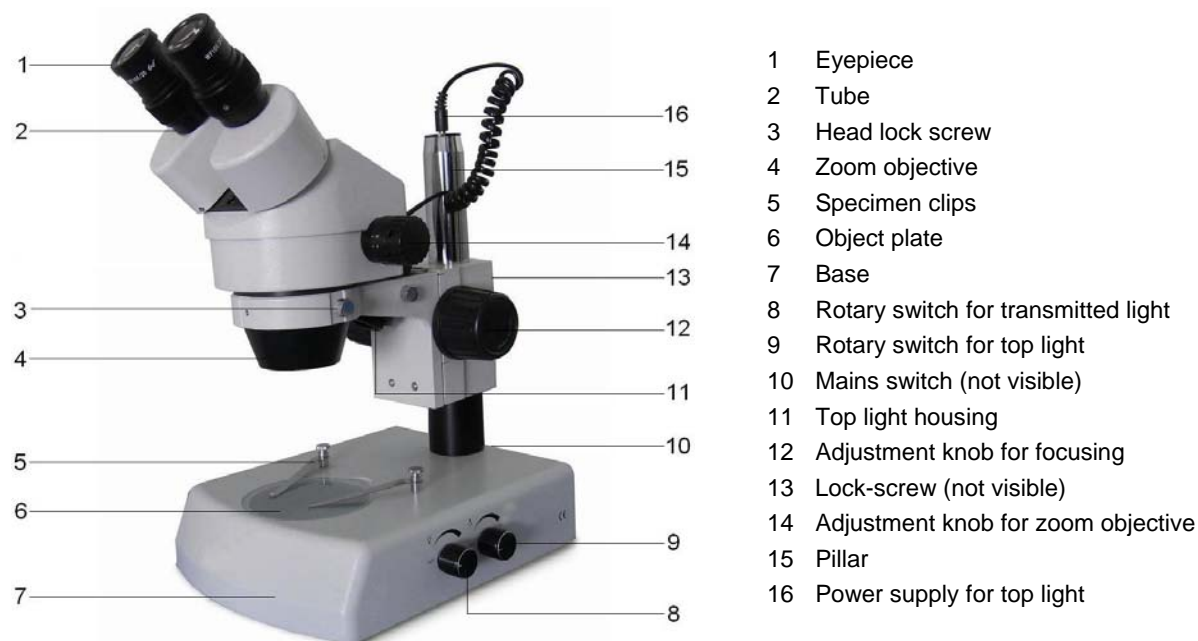 1
2
3
4
5
6
7
16
15
14
13
12
11
10
9
8
1 Eyepiece
2 Tube
3 Head lock screw
4 Zoom objective
5 Specimen clips
6 Object plate
7 Base
8 Rotary switch for transmitted light
9 Rotary switch for top light
10 Mains switch (not visible)
11 Top light housing
12 Adjustment knob for focusing
13 Lock-screw (not visible)
14 Adjustment knob for zoom objective
15 Pillar
16 Power supply for top light